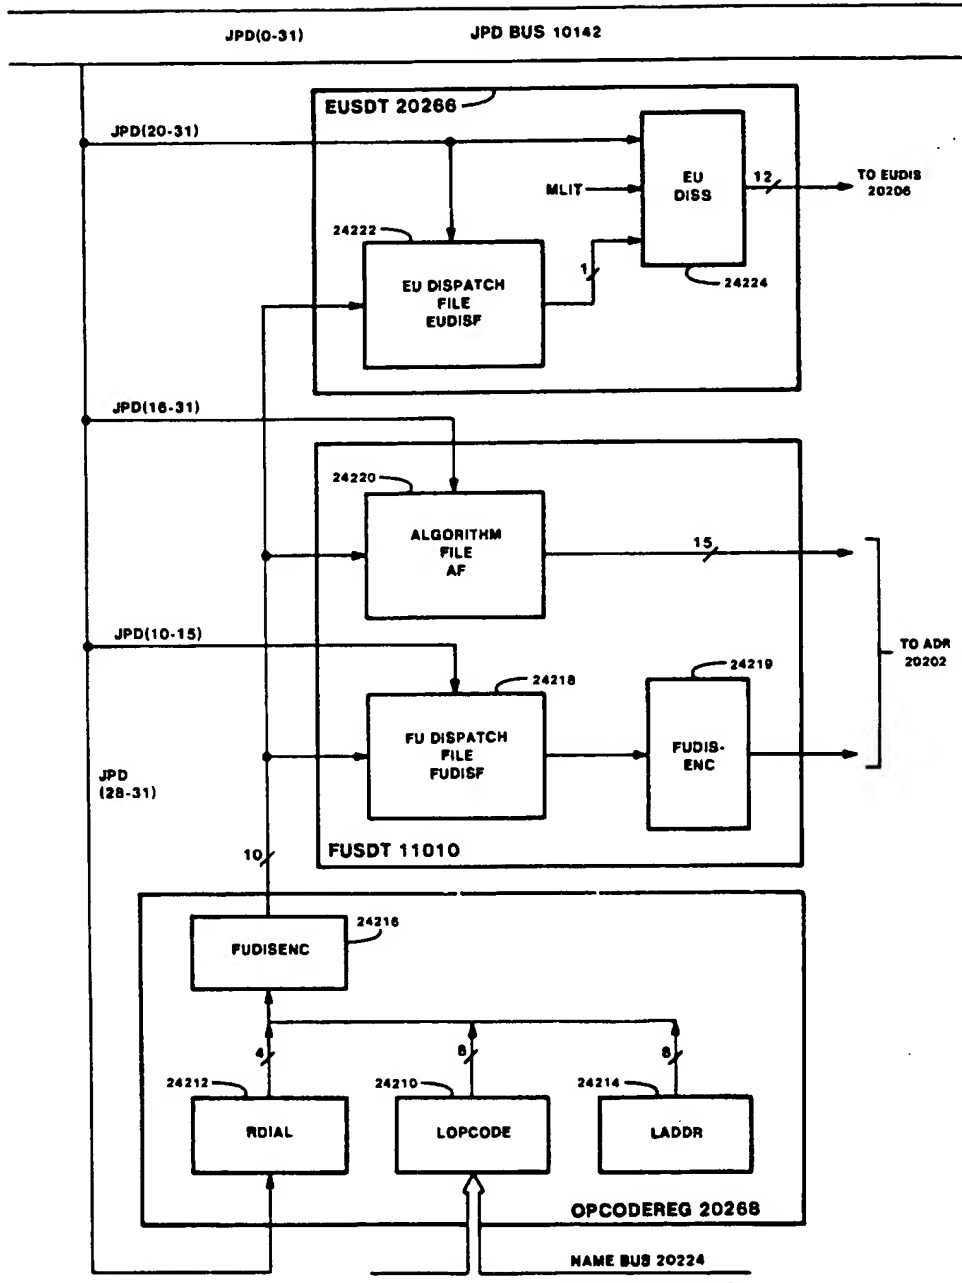 JPD(0-31) JPD BUS 10142
EUSDT 20266
JPD(20-31)
EU
DISS
12
TO EUDIS
20206
MLIT
24222
24224
EU DISPATCH
FILE
EUDISF
1
JPD(16-31)
24220
ALGORITHM
FILE
AF
15
JPD(10-15)
24218
24219
TO ADR
20202
FU DISPATCH
FILE
FUDISF
FUDIS-
ENC
JPD
(28-31)
FUSDT 11010
10
24216
FUDISENC
4
8
8
24212
24210
24214
RDIAL
LOPCODE
LADDR
OPCODEREG 20268
NAME BUS 20224